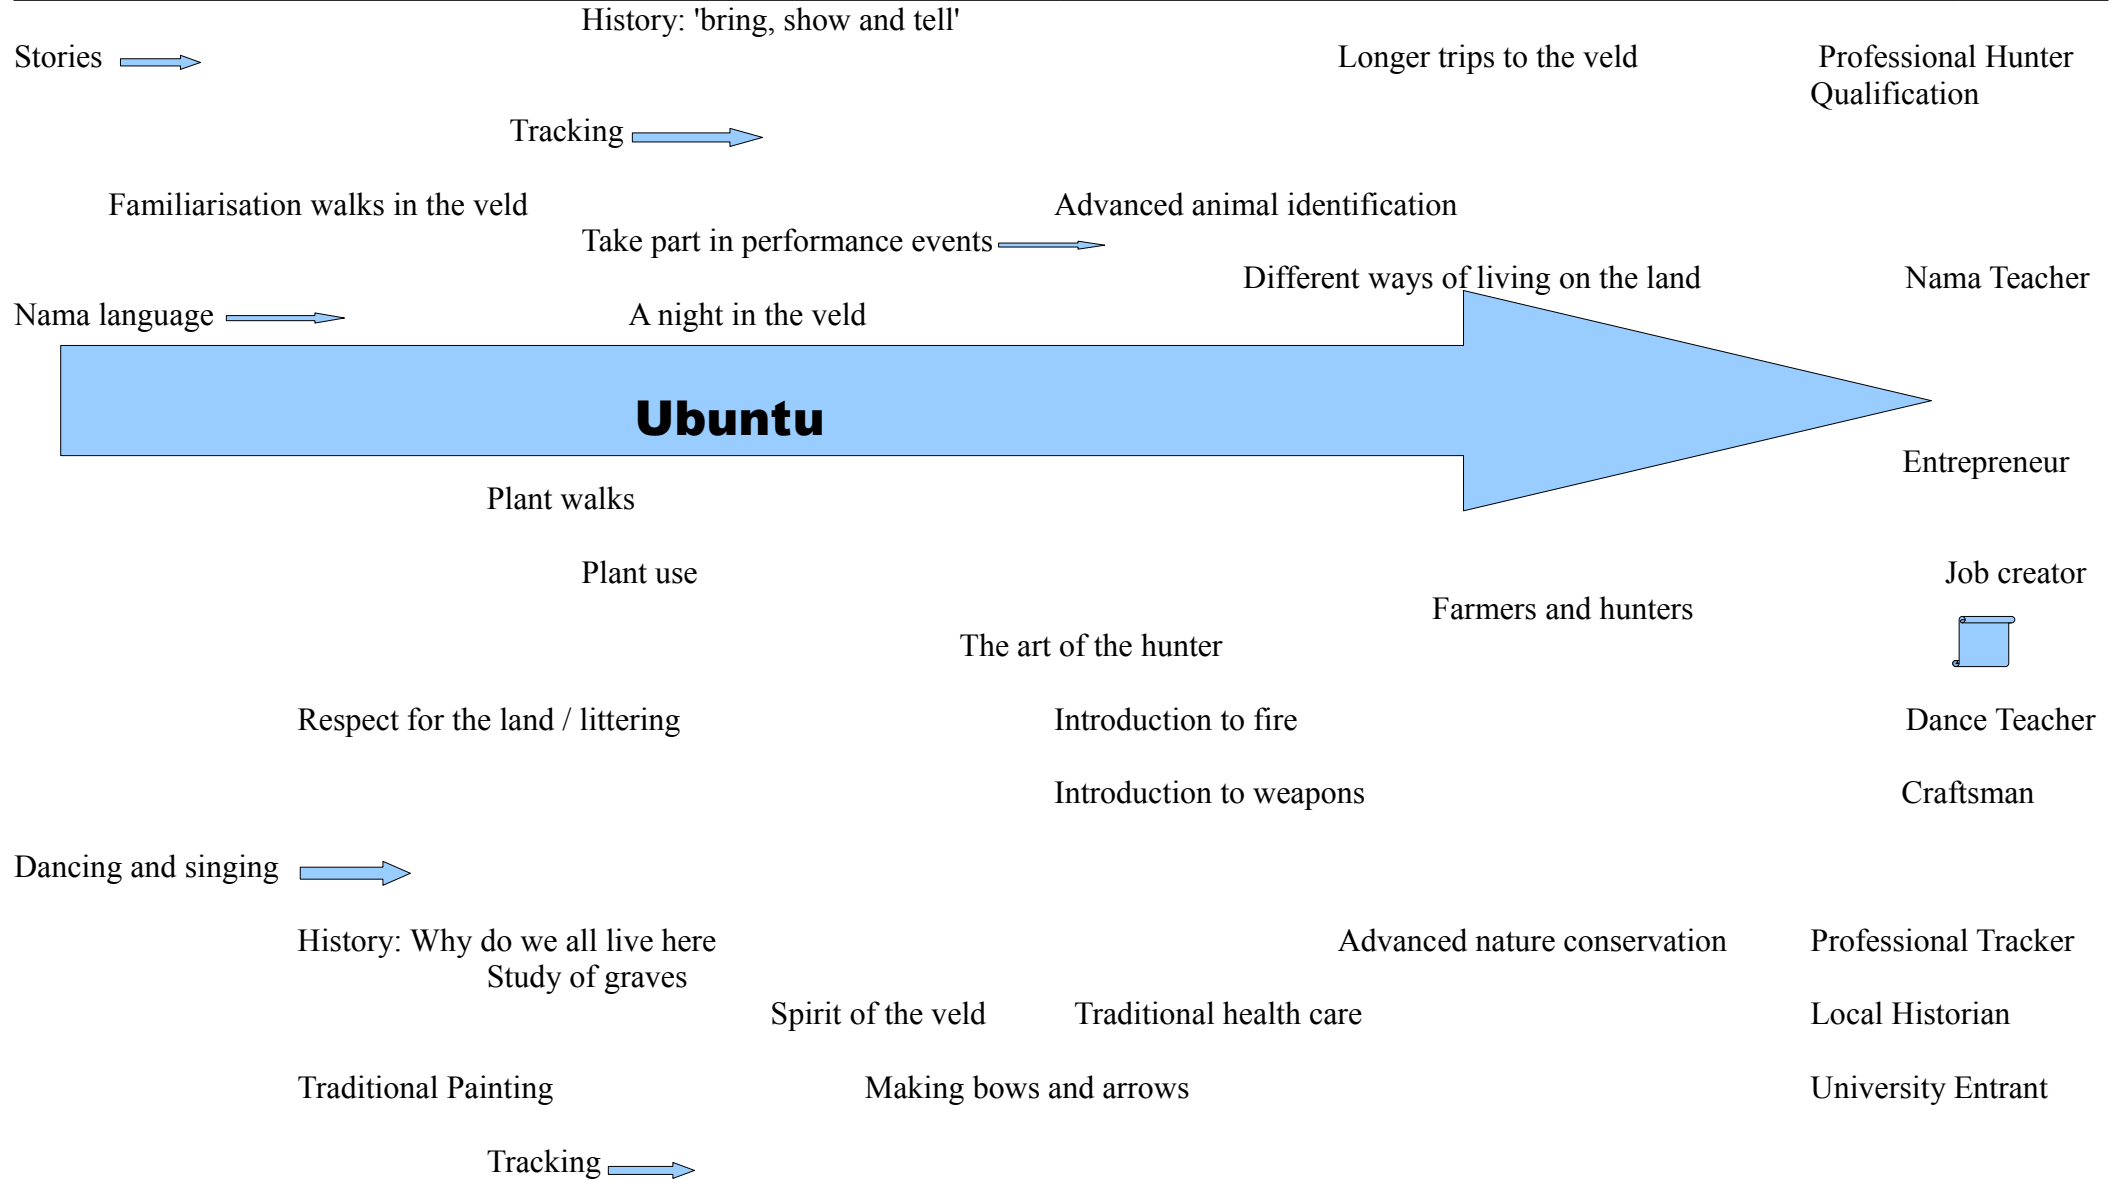 History: 'bring, show and tell'
Stories
Longer trips to the veld
Professional Hunter
Qualification
Tracking
Familiarisation walks in the veld
Advanced animal identification
Take part in performance events
Different ways of living on the land
Nama Teacher
Nama language
A night in the veld
Ubuntu
Entrepreneur
Plant walks
Plant use
Job creator
Farmers and hunters
The art of the hunter
Respect for the land / littering
Introduction to fire
Dance Teacher
Introduction to weapons
Craftsman
Dancing and singing
History: Why do we all live here
Advanced nature conservation
Professional Tracker
Study of graves
Spirit of the veld
Traditional health care
Local Historian
Traditional Painting
Making bows and arrows
University Entrant
Tracking